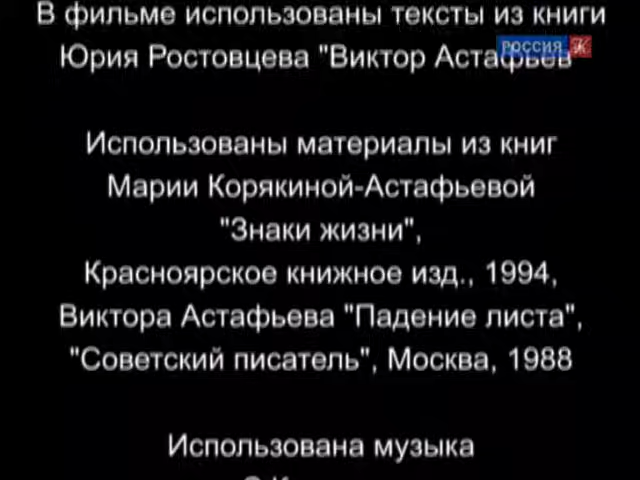 В фильме использованы тексты из книги
Юрия Ростовцева "Виктор Астафьев"
РОССИЯ К
Использованы материалы из книг
Марии Корякиной-Астафьевой
"Знаки жизни",
Красноярское книжное изд., 1994,
Виктора Астафьева "Падение листа",
"Советский писатель", Москва, 1988
Использована музыка